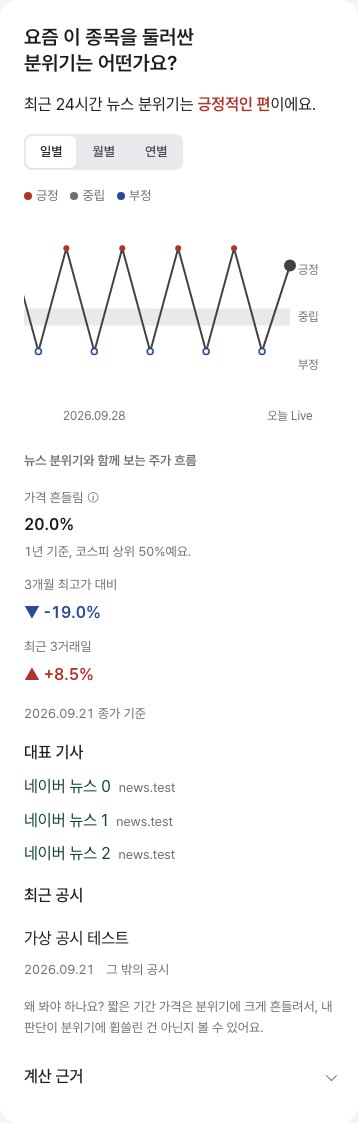 요즘 이 종목을 둘러싼
분위기는 어떤가요?
최근 24시간 뉴스 분위기는 긍정적인 편이에요.
일별 월별 연별
긍정 중립 부정
긍정
중립
부정
2026.09.28 오늘 Live
뉴스 분위기와 함께 보는 주가 흐름
가격 흔들림 ⓘ
20.0%
1년 기준, 코스피 상위 50%예요.
3개월 최고가 대비
▼ -19.0%
최근 3거래일
▲ +8.5%
2026.09.21 종가 기준
대표 기사
네이버 뉴스 0 news.test
네이버 뉴스 1 news.test
네이버 뉴스 2 news.test
최근 공시
가상 공시 테스트
2026.09.21 그 밖의 공시
왜 봐야 하나요? 짧은 기간 가격은 분위기에 크게 흔들려서, 내
판단이 분위기에 휩쓸린 건 아닌지 볼 수 있어요.
계산 근거